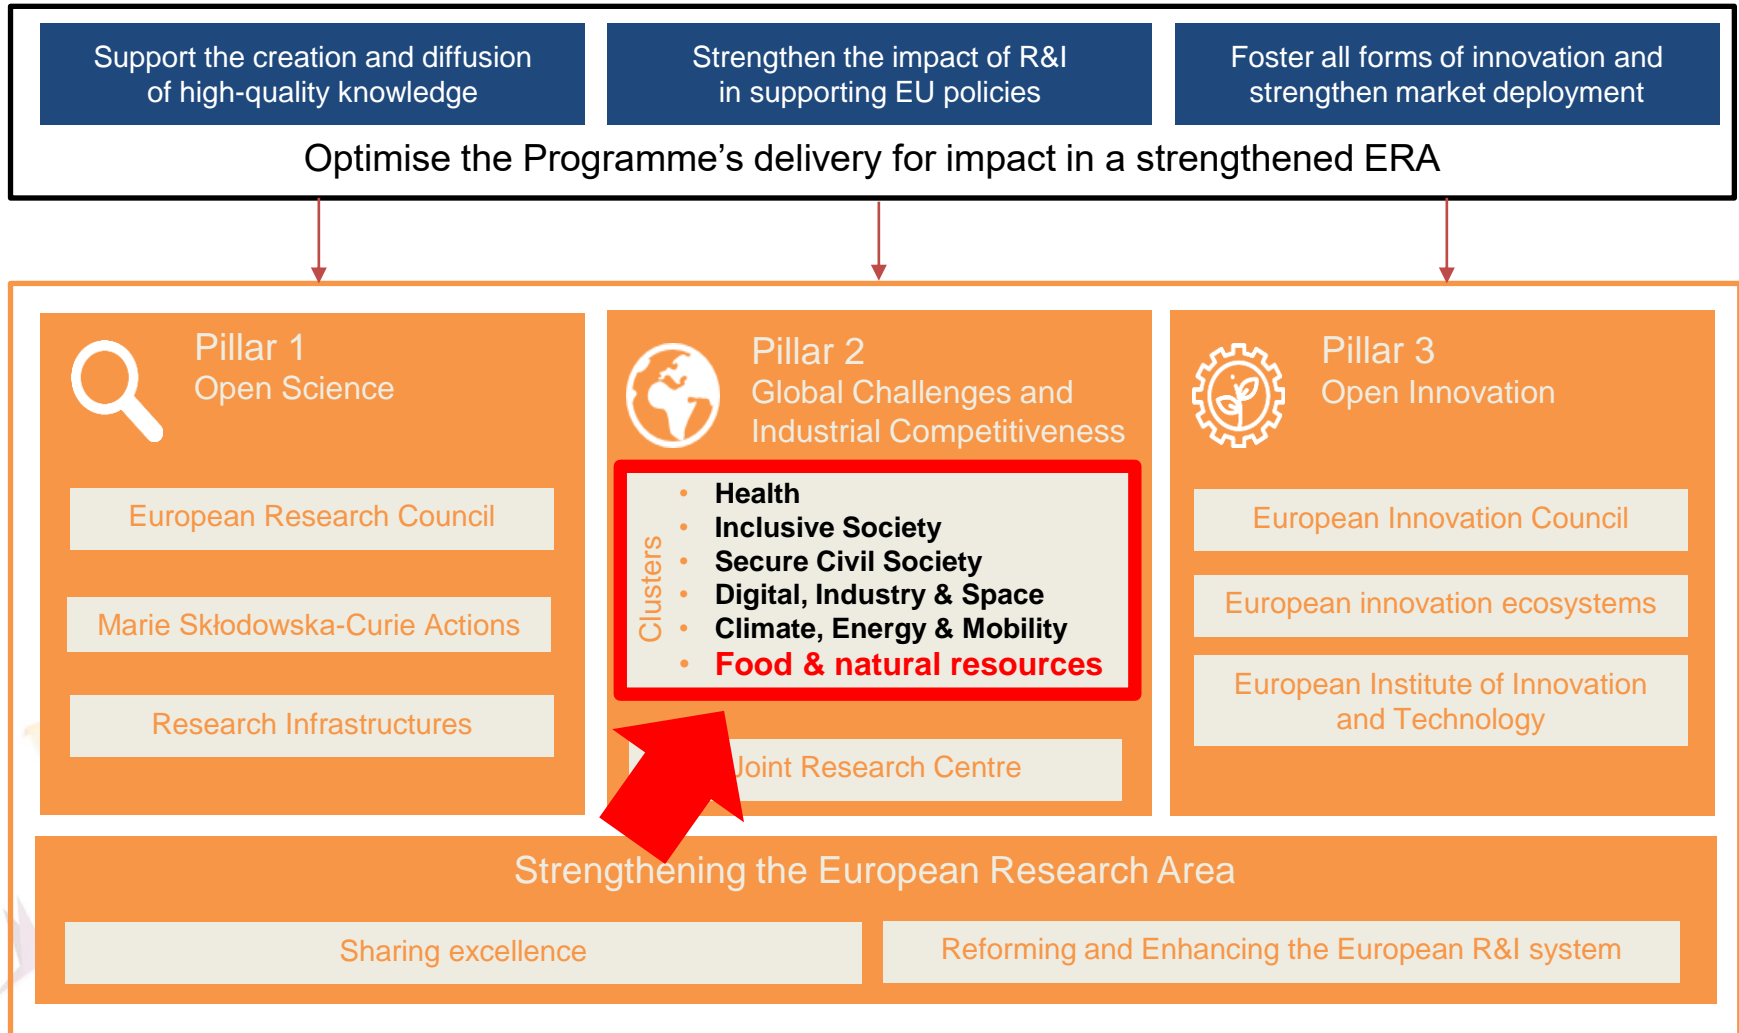 Support the creation and diffusion
of high-quality knowledge
Strengthen the impact of R&I
in supporting EU policies
Foster all forms of innovation and
strengthen market deployment
Optimise the Programme’s delivery for impact in a strengthened ERA
Pillar 1
Open Science
European Research Council
Marie Skłodowska-Curie Actions
Research Infrastructures
Pillar 2
Global Challenges and
Industrial Competitiveness
Clusters
• Health
• Inclusive Society
• Secure Civil Society
• Digital, Industry & Space
• Climate, Energy & Mobility
• Food & natural resources
Joint Research Centre
Pillar 3
Open Innovation
European Innovation Council
European innovation ecosystems
European Institute of Innovation
and Technology
Strengthening the European Research Area
Sharing excellence
Reforming and Enhancing the European R&I system